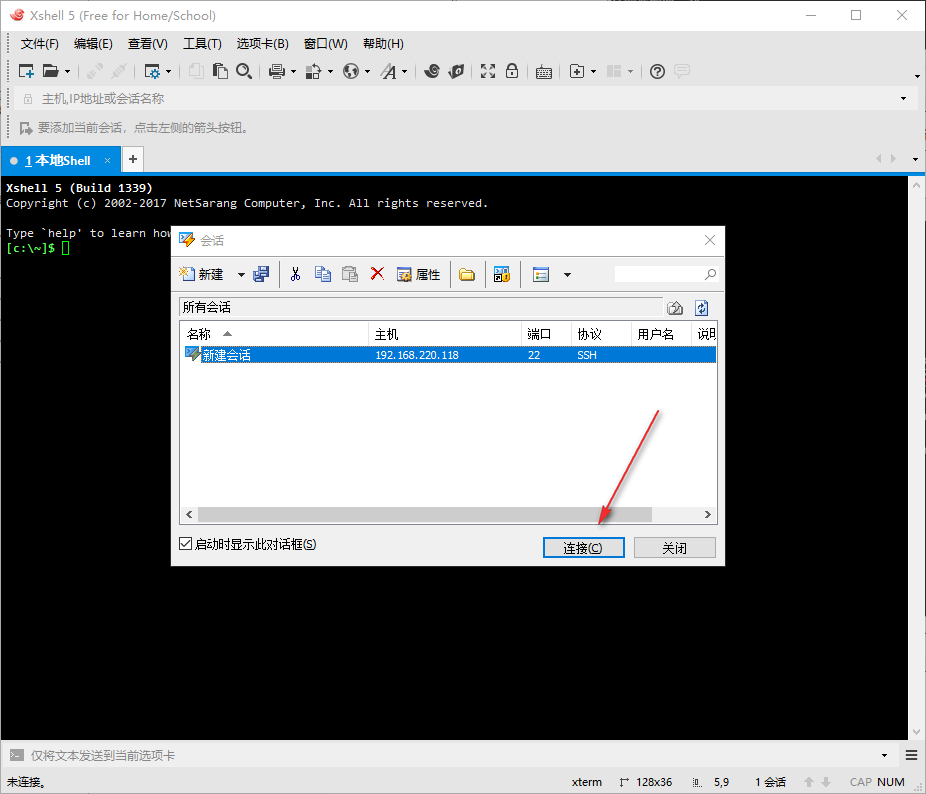 Xshell 5 (Free for Home/School)
文件(F) 编辑(E) 查看(V) 工具(T) 选项卡(B) 窗口(W) 帮助(H)
主机,IP地址或会话名称
要添加当前会话，点击左侧的箭头按钮。
1 本地Shell × +
Xshell 5 (Build 1339)
Copyright (c) 2002-2017 NetSarang Computer, Inc. All rights reserved.
Type `help' to learn how
[c:\~]$
会话
新建 属性
所有会话
名称 主机 端口 协议 用户名 说明
新建会话 192.168.220.118 22 SSH
启动时显示此对话框(S)
连接(C) 关闭
仅将文本发送到当前选项卡
未连接。 xterm 128x36 5,9 1 会话 CAP NUM